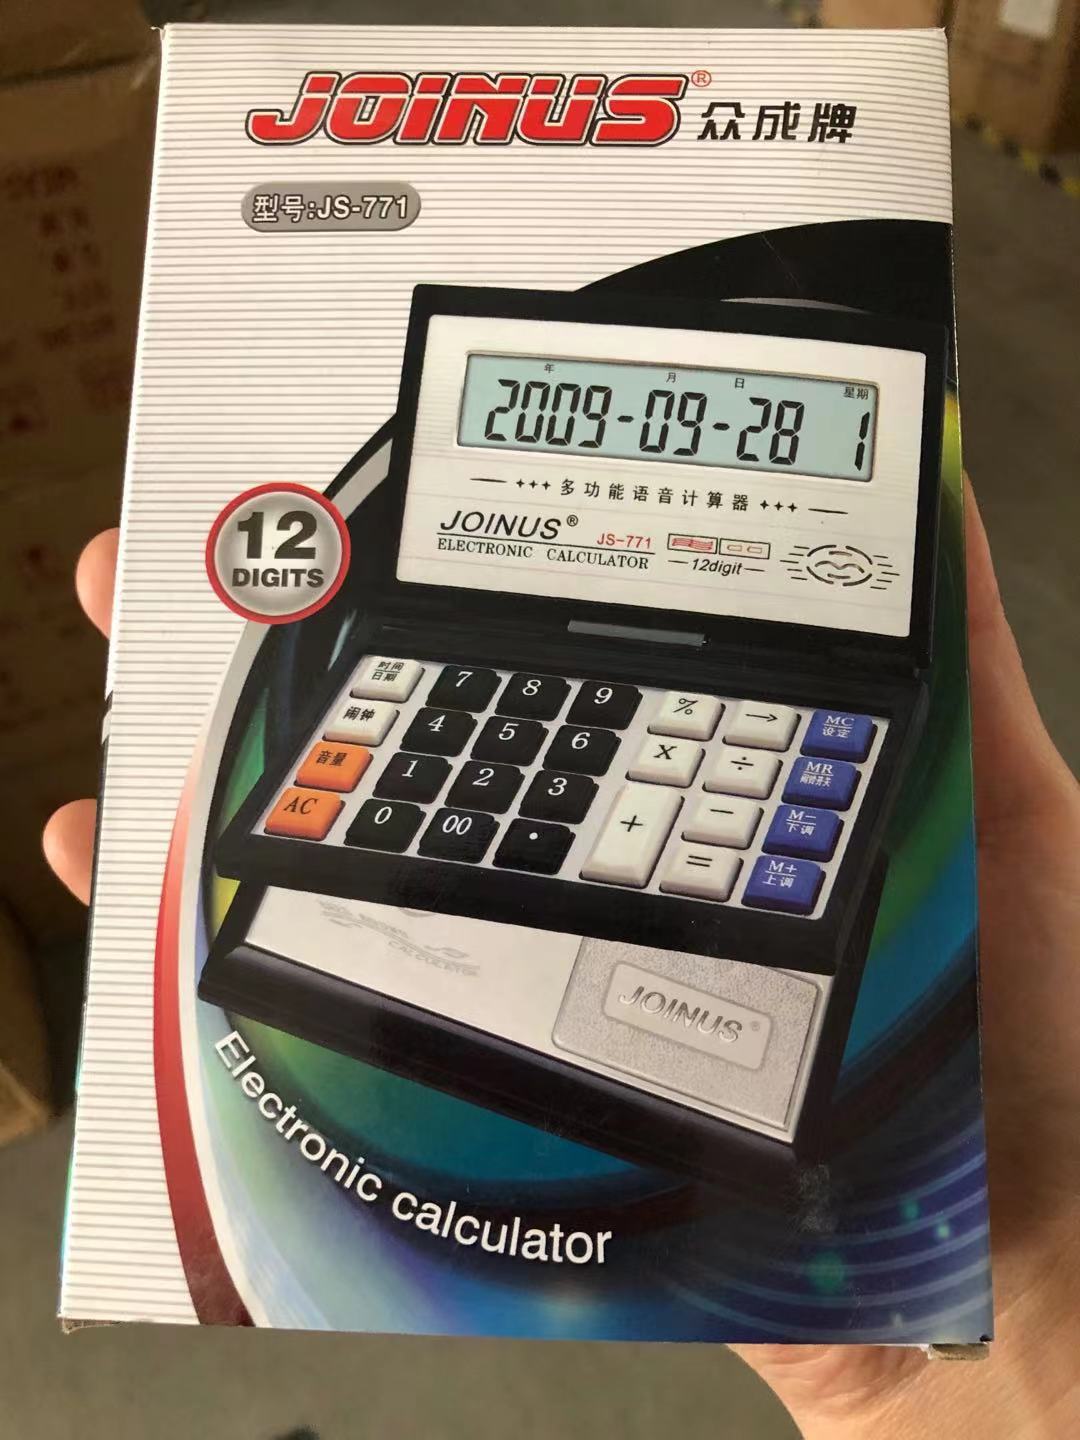 JOINUS® 众成牌
型号:JS-771
年 月 日 星期
2009-09-28 1
多功能语音计算器
JOINUS®
JS-771
ELECTRONIC CALCULATOR
12digit
12
DIGITS
时间
日期
7 8 9 % → MC
设定
闹钟 4 5 6 X ÷ MR
音量 1 2 3 + − M−
下调
AC 0 00 · = M+
上调
CALCULATOR
JOINUS®
Electronic calculator